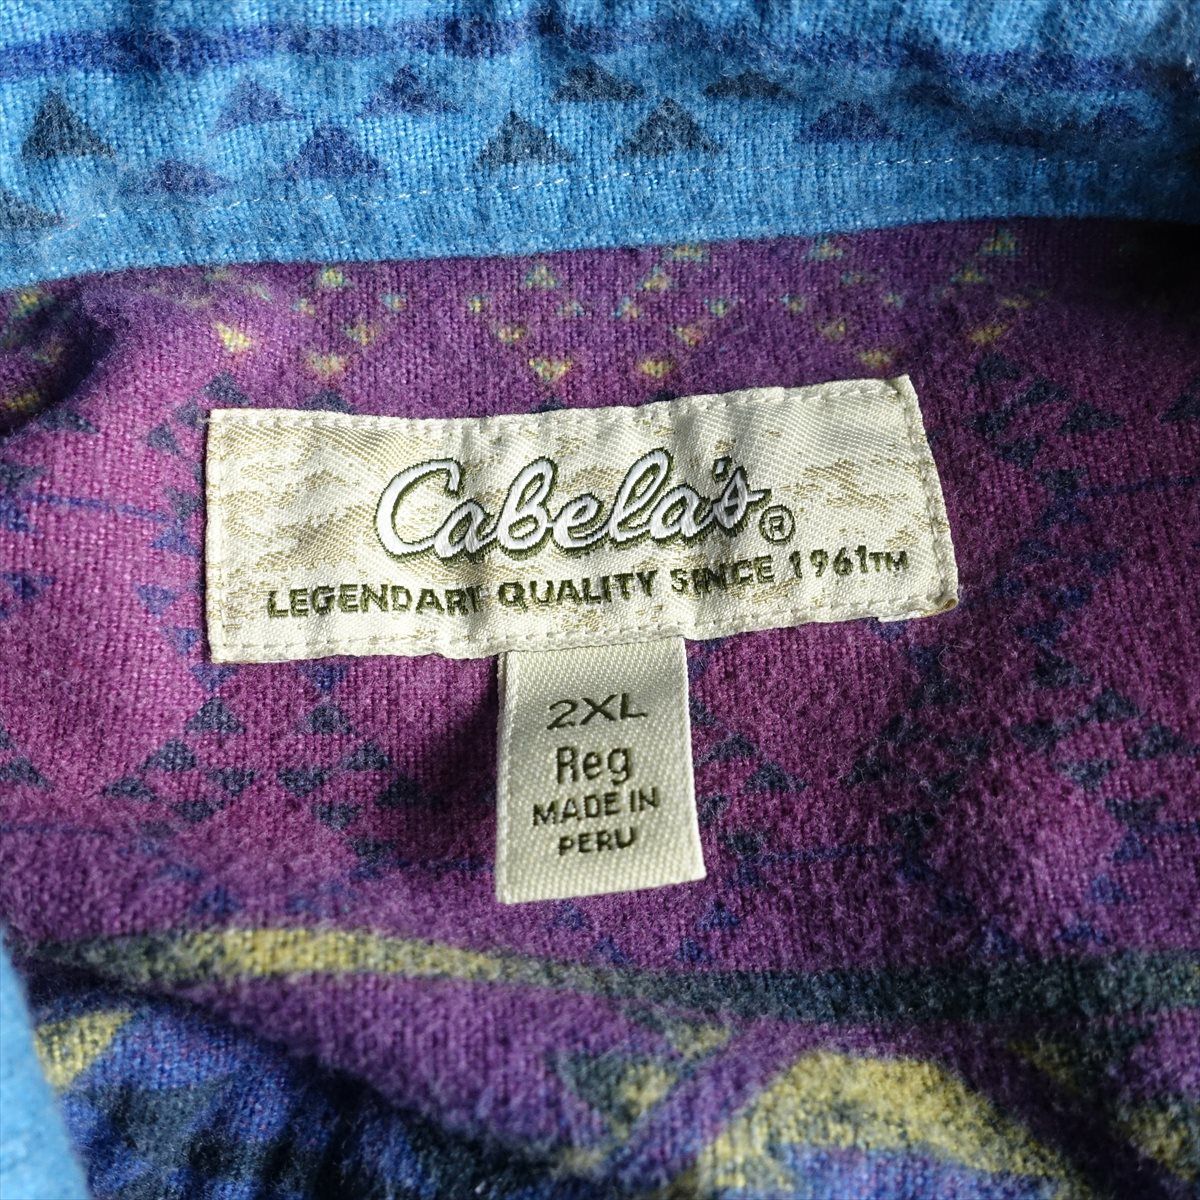 Cabela's®
LEGENDARY QUALITY SINCE 1961™
2XL
Reg
MADE IN
PERU